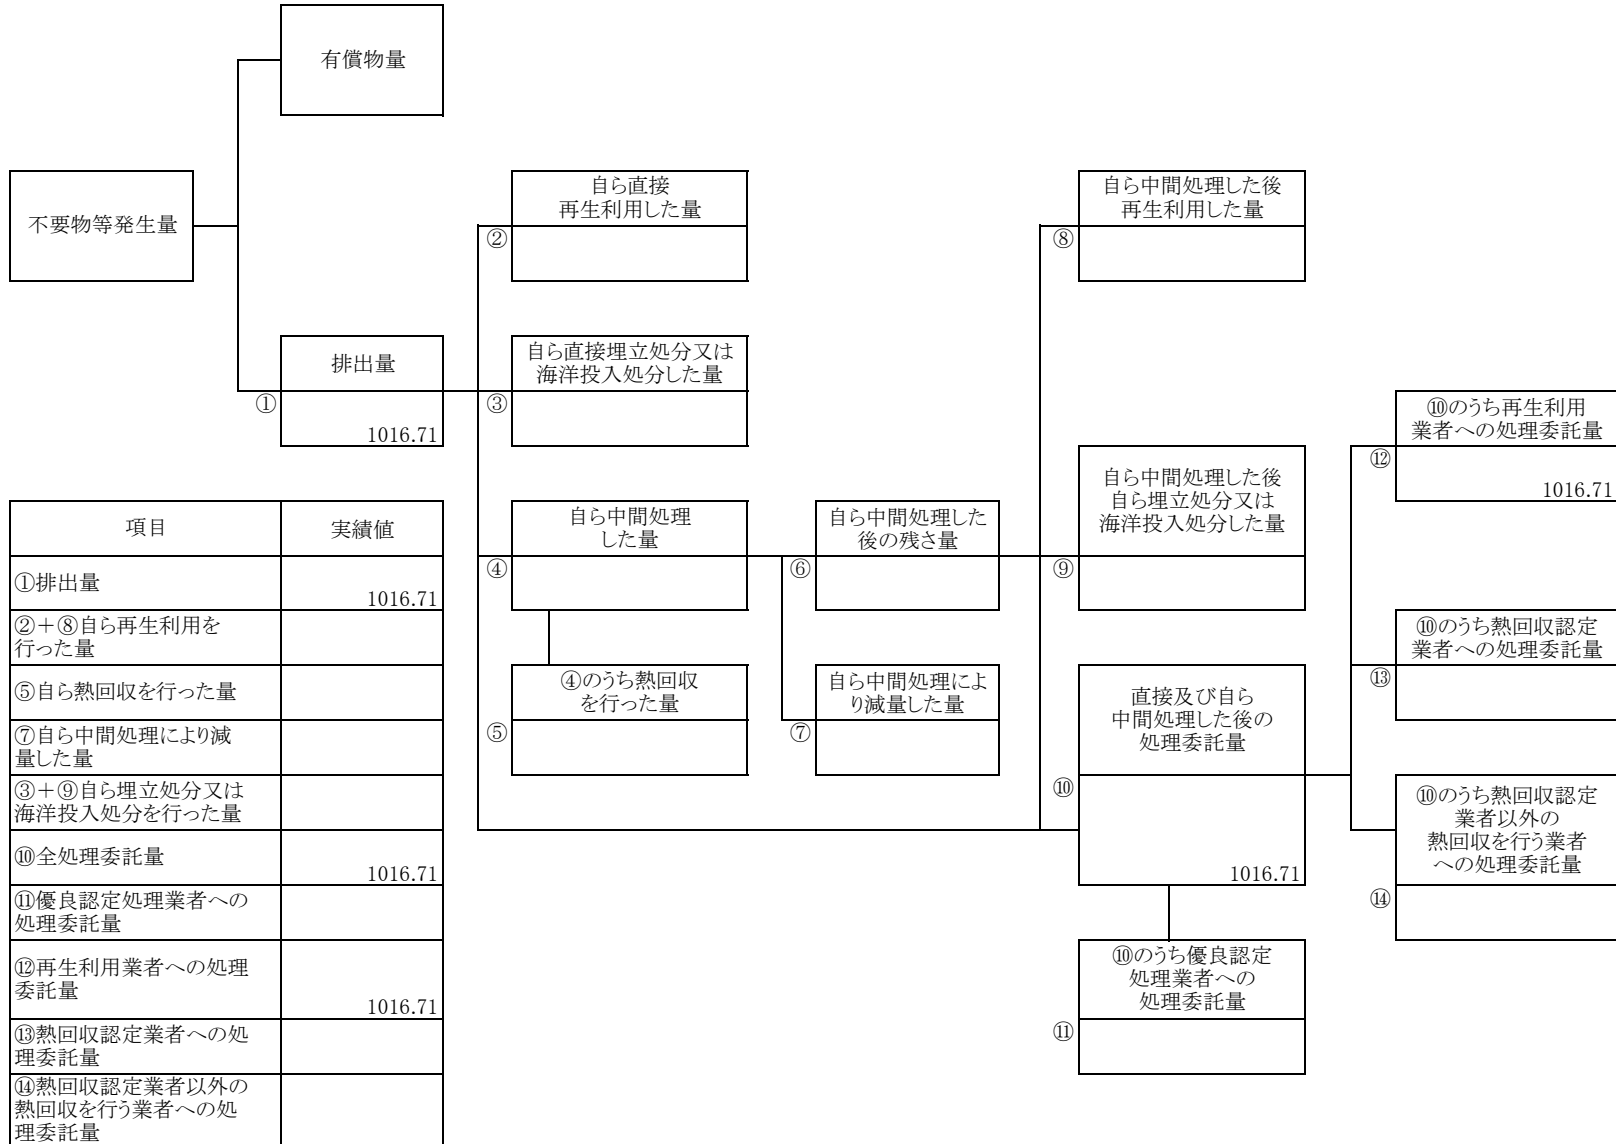 有償物量
不要物等発生量
自ら直接
再生利用した量
②
自ら中間処理した後
再生利用した量
⑧
排出量
①
1016.71
自ら直接埋立処分又は
海洋投入処分した量
③
⑩のうち再生利用
業者への処理委託量
⑫
1016.71
自ら中間処理
した量
④
自ら中間処理した
後の残さ量
⑥
自ら中間処理した後
自ら埋立処分又は
海洋投入処分した量
⑨
⑩のうち熱回収認定
業者への処理委託量
⑬
④のうち熱回収
を行った量
⑤
自ら中間処理によ
り減量した量
⑦
直接及び自ら
中間処理した後の
処理委託量
⑩
1016.71
⑩のうち熱回収認定
業者以外の
熱回収を行う業者
への処理委託量
⑭
⑩のうち優良認定
処理業者への
処理委託量
⑪
項目 実績値
①排出量
1016.71
②＋⑧自ら再生利用を
行った量
⑤自ら熱回収を行った量
⑦自ら中間処理により減
量した量
③＋⑨自ら埋立処分又は
海洋投入処分を行った量
⑩全処理委託量
1016.71
⑪優良認定処理業者への
処理委託量
⑫再生利用業者への処理
委託量
1016.71
⑬熱回収認定業者への処
理委託量
⑭熱回収認定業者以外の
熱回収を行う業者への処
理委託量